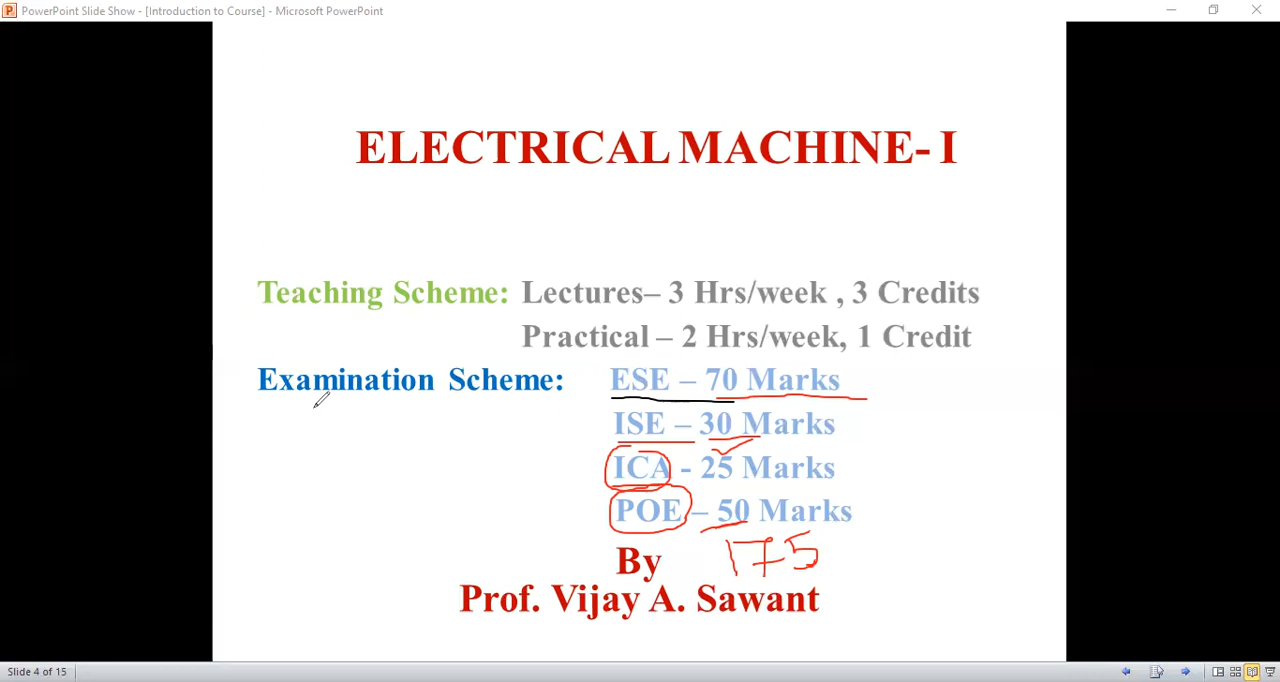 PowerPoint Slide Show - [Introduction to Course] - Microsoft PowerPoint
ELECTRICAL MACHINE- I
Teaching Scheme: Lectures– 3 Hrs/week , 3 Credits
Practical – 2 Hrs/week, 1 Credit
Examination Scheme: ESE – 70 Marks
ISE – 30 Marks
ICA - 25 Marks
POE – 50 Marks
By 175
Prof. Vijay A. Sawant
Slide 4 of 15